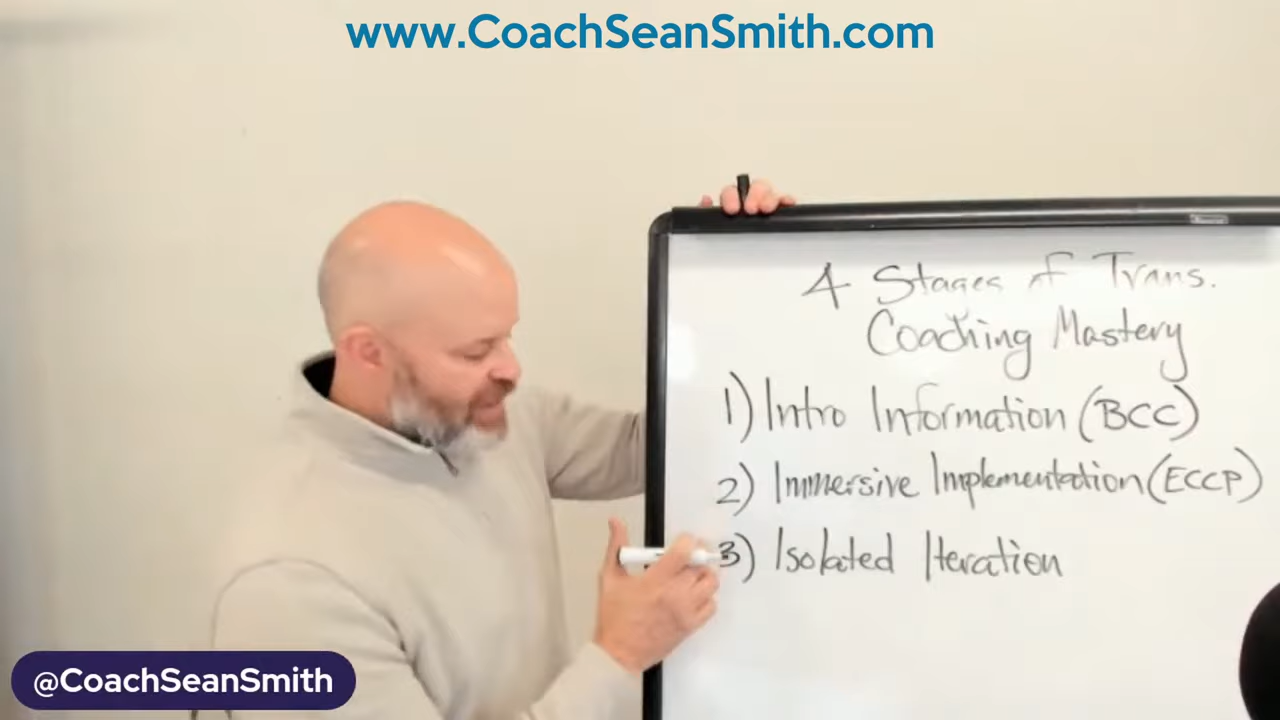 www.CoachSeanSmith.com
4 Stages of Trans.
Coaching Mastery
1) Intro Information (BCC)
2) Immersive Implementation (ECCP)
3) Isolated Iteration
@CoachSeanSmith